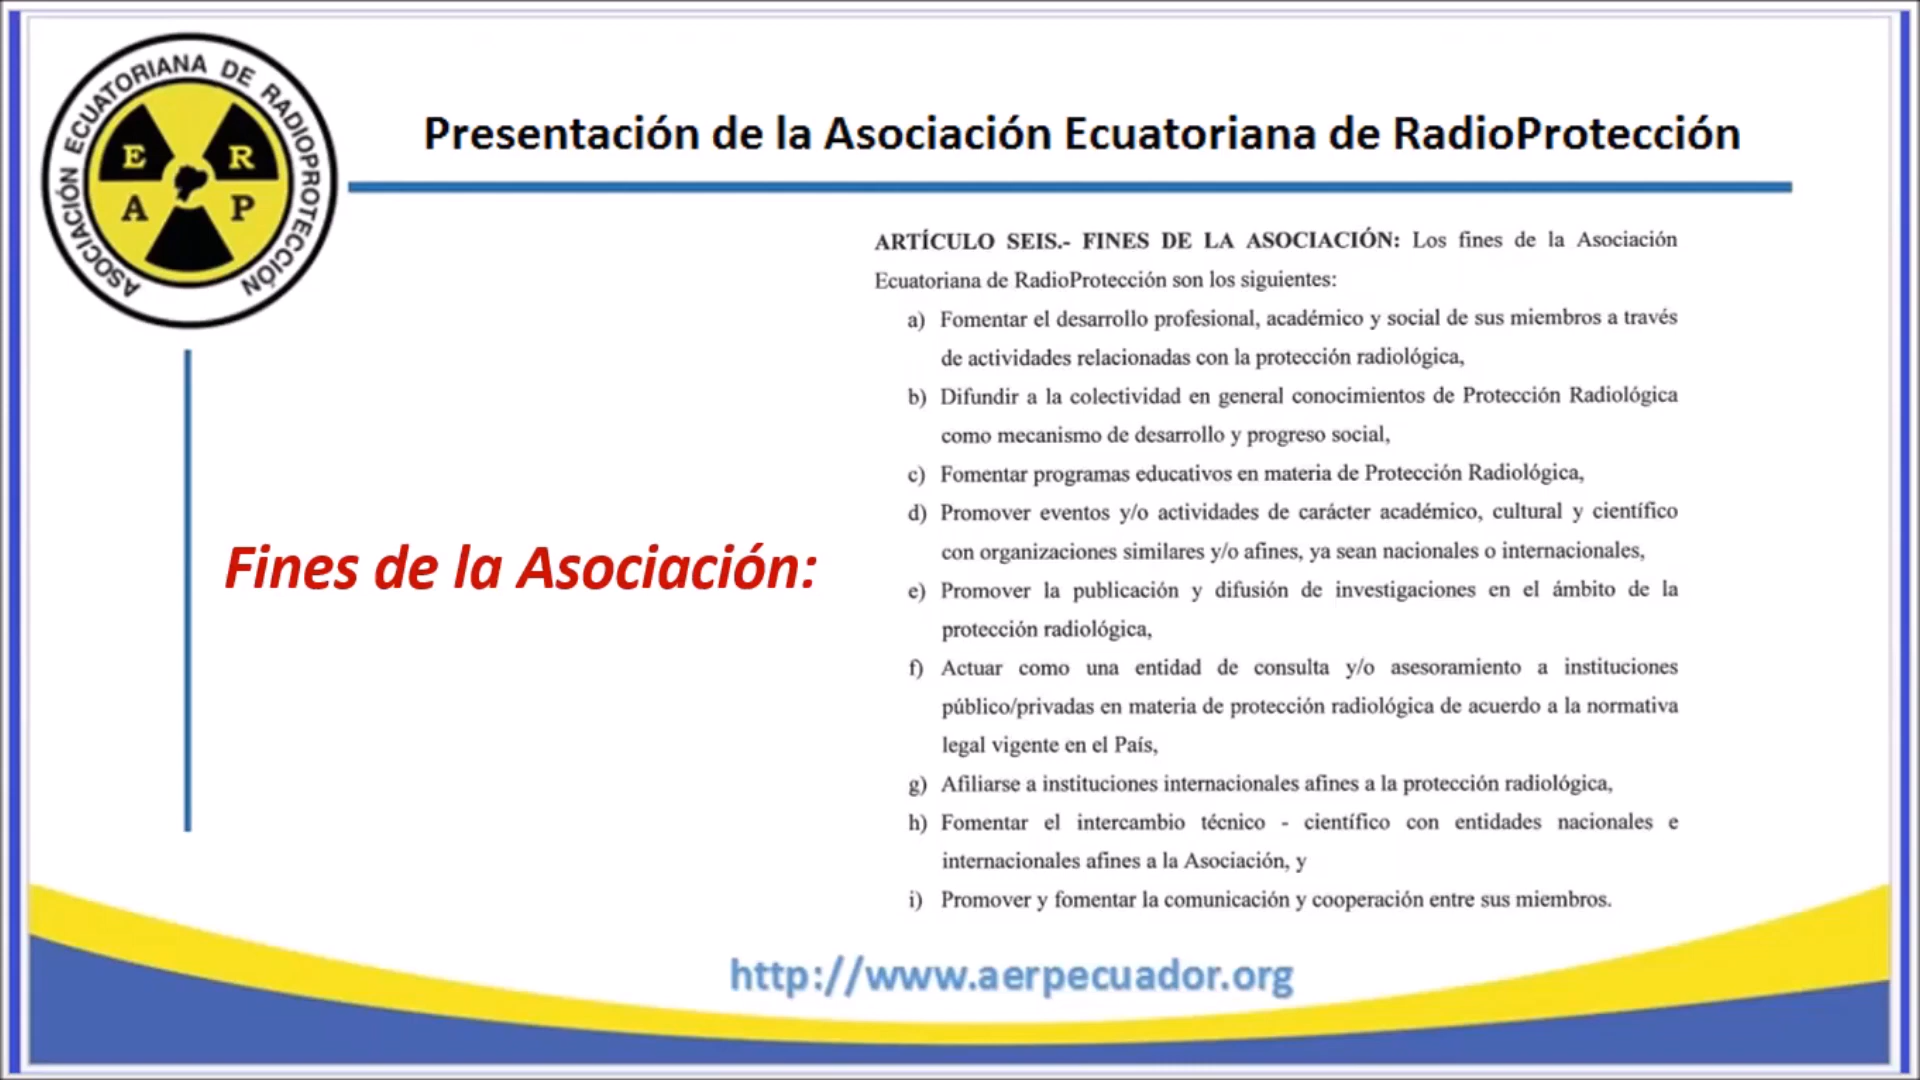 ASOCIACIÓN ECUATORIANA DE RADIOPROTECCIÓN
E R
A P
Presentación de la Asociación Ecuatoriana de RadioProtección
Fines de la Asociación:
ARTÍCULO SEIS.- FINES DE LA ASOCIACIÓN: Los fines de la Asociación
Ecuatoriana de RadioProtección son los siguientes:
a) Fomentar el desarrollo profesional, académico y social de sus miembros a través
de actividades relacionadas con la protección radiológica,
b) Difundir a la colectividad en general conocimientos de Protección Radiológica
como mecanismo de desarrollo y progreso social,
c) Fomentar programas educativos en materia de Protección Radiológica,
d) Promover eventos y/o actividades de carácter académico, cultural y científico
con organizaciones similares y/o afines, ya sean nacionales o internacionales,
e) Promover la publicación y difusión de investigaciones en el ámbito de la
protección radiológica,
f) Actuar como una entidad de consulta y/o asesoramiento a instituciones
público/privadas en materia de protección radiológica de acuerdo a la normativa
legal vigente en el País,
g) Afiliarse a instituciones internacionales afines a la protección radiológica,
h) Fomentar el intercambio técnico - científico con entidades nacionales e
internacionales afines a la Asociación, y
i) Promover y fomentar la comunicación y cooperación entre sus miembros.
http://www.aerpecuador.org